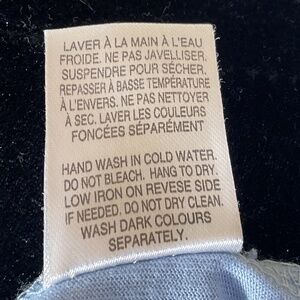 LAVER À LA MAIN À L'EAU
FROIDE. NE PAS JAVELLISER.
SUSPENDRE POUR SÉCHER.
REPASSER À BASSE TEMPÉRATURE
À L'ENVERS. NE PAS NETTOYER
À SEC. LAVER LES COULEURS
FONCÉES SÉPARÉMENT
HAND WASH IN COLD WATER.
DO NOT BLEACH. HANG TO DRY.
LOW IRON ON REVESE SIDE
IF NEEDED. DO NOT DRY CLEAN.
WASH DARK COLOURS
SEPARATELY.